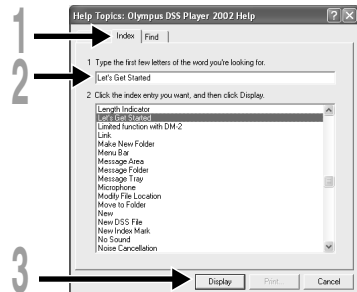 Help Topics: Olympus DSS Player 2002 Help
1
Index Find
1 Type the first few letters of the word you're looking for.
2
Let's Get Started
2 Click the index entry you want, and then click Display.
Length Indicator
Let's Get Started
Limited function with DM-2
Link
Make New Folder
Menu Bar
Message Area
Message Folder
Message Tray
Microphone
Modify File Location
Move to Folder
New
New DSS File
New Index Mark
No Sound
Noise Cancellation
3
Display Print... Cancel